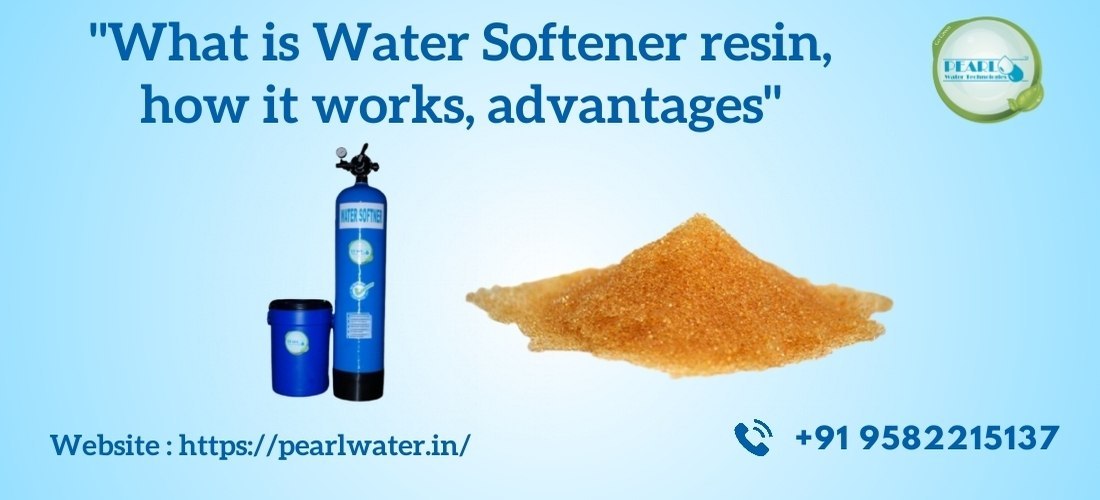 "What is Water Softener resin,
how it works, advantages"
PEARL
Water Technologies
WATER SOFTNER
Website : https://pearlwater.in/
+91 9582215137